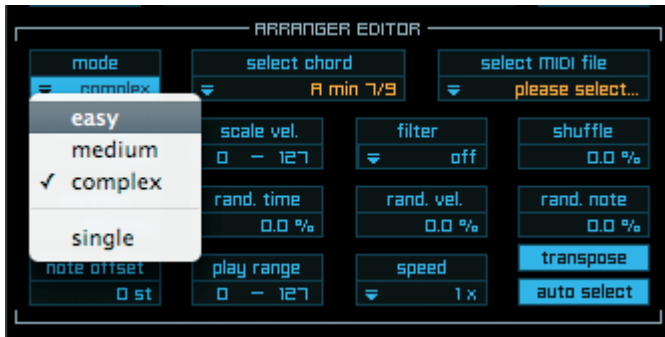 ARRANGER EDITOR
mode select chord select MIDI file
complex A min 7/9 please select...
easy
medium
✓ complex
single
scale vel. filter shuffle
0 – 127 off 0.0 %
rand. time rand. vel. rand. note
0.0 % 0.0 % 0.0 %
note offset play range speed transpose
0 st 0 – 127 1 x auto select